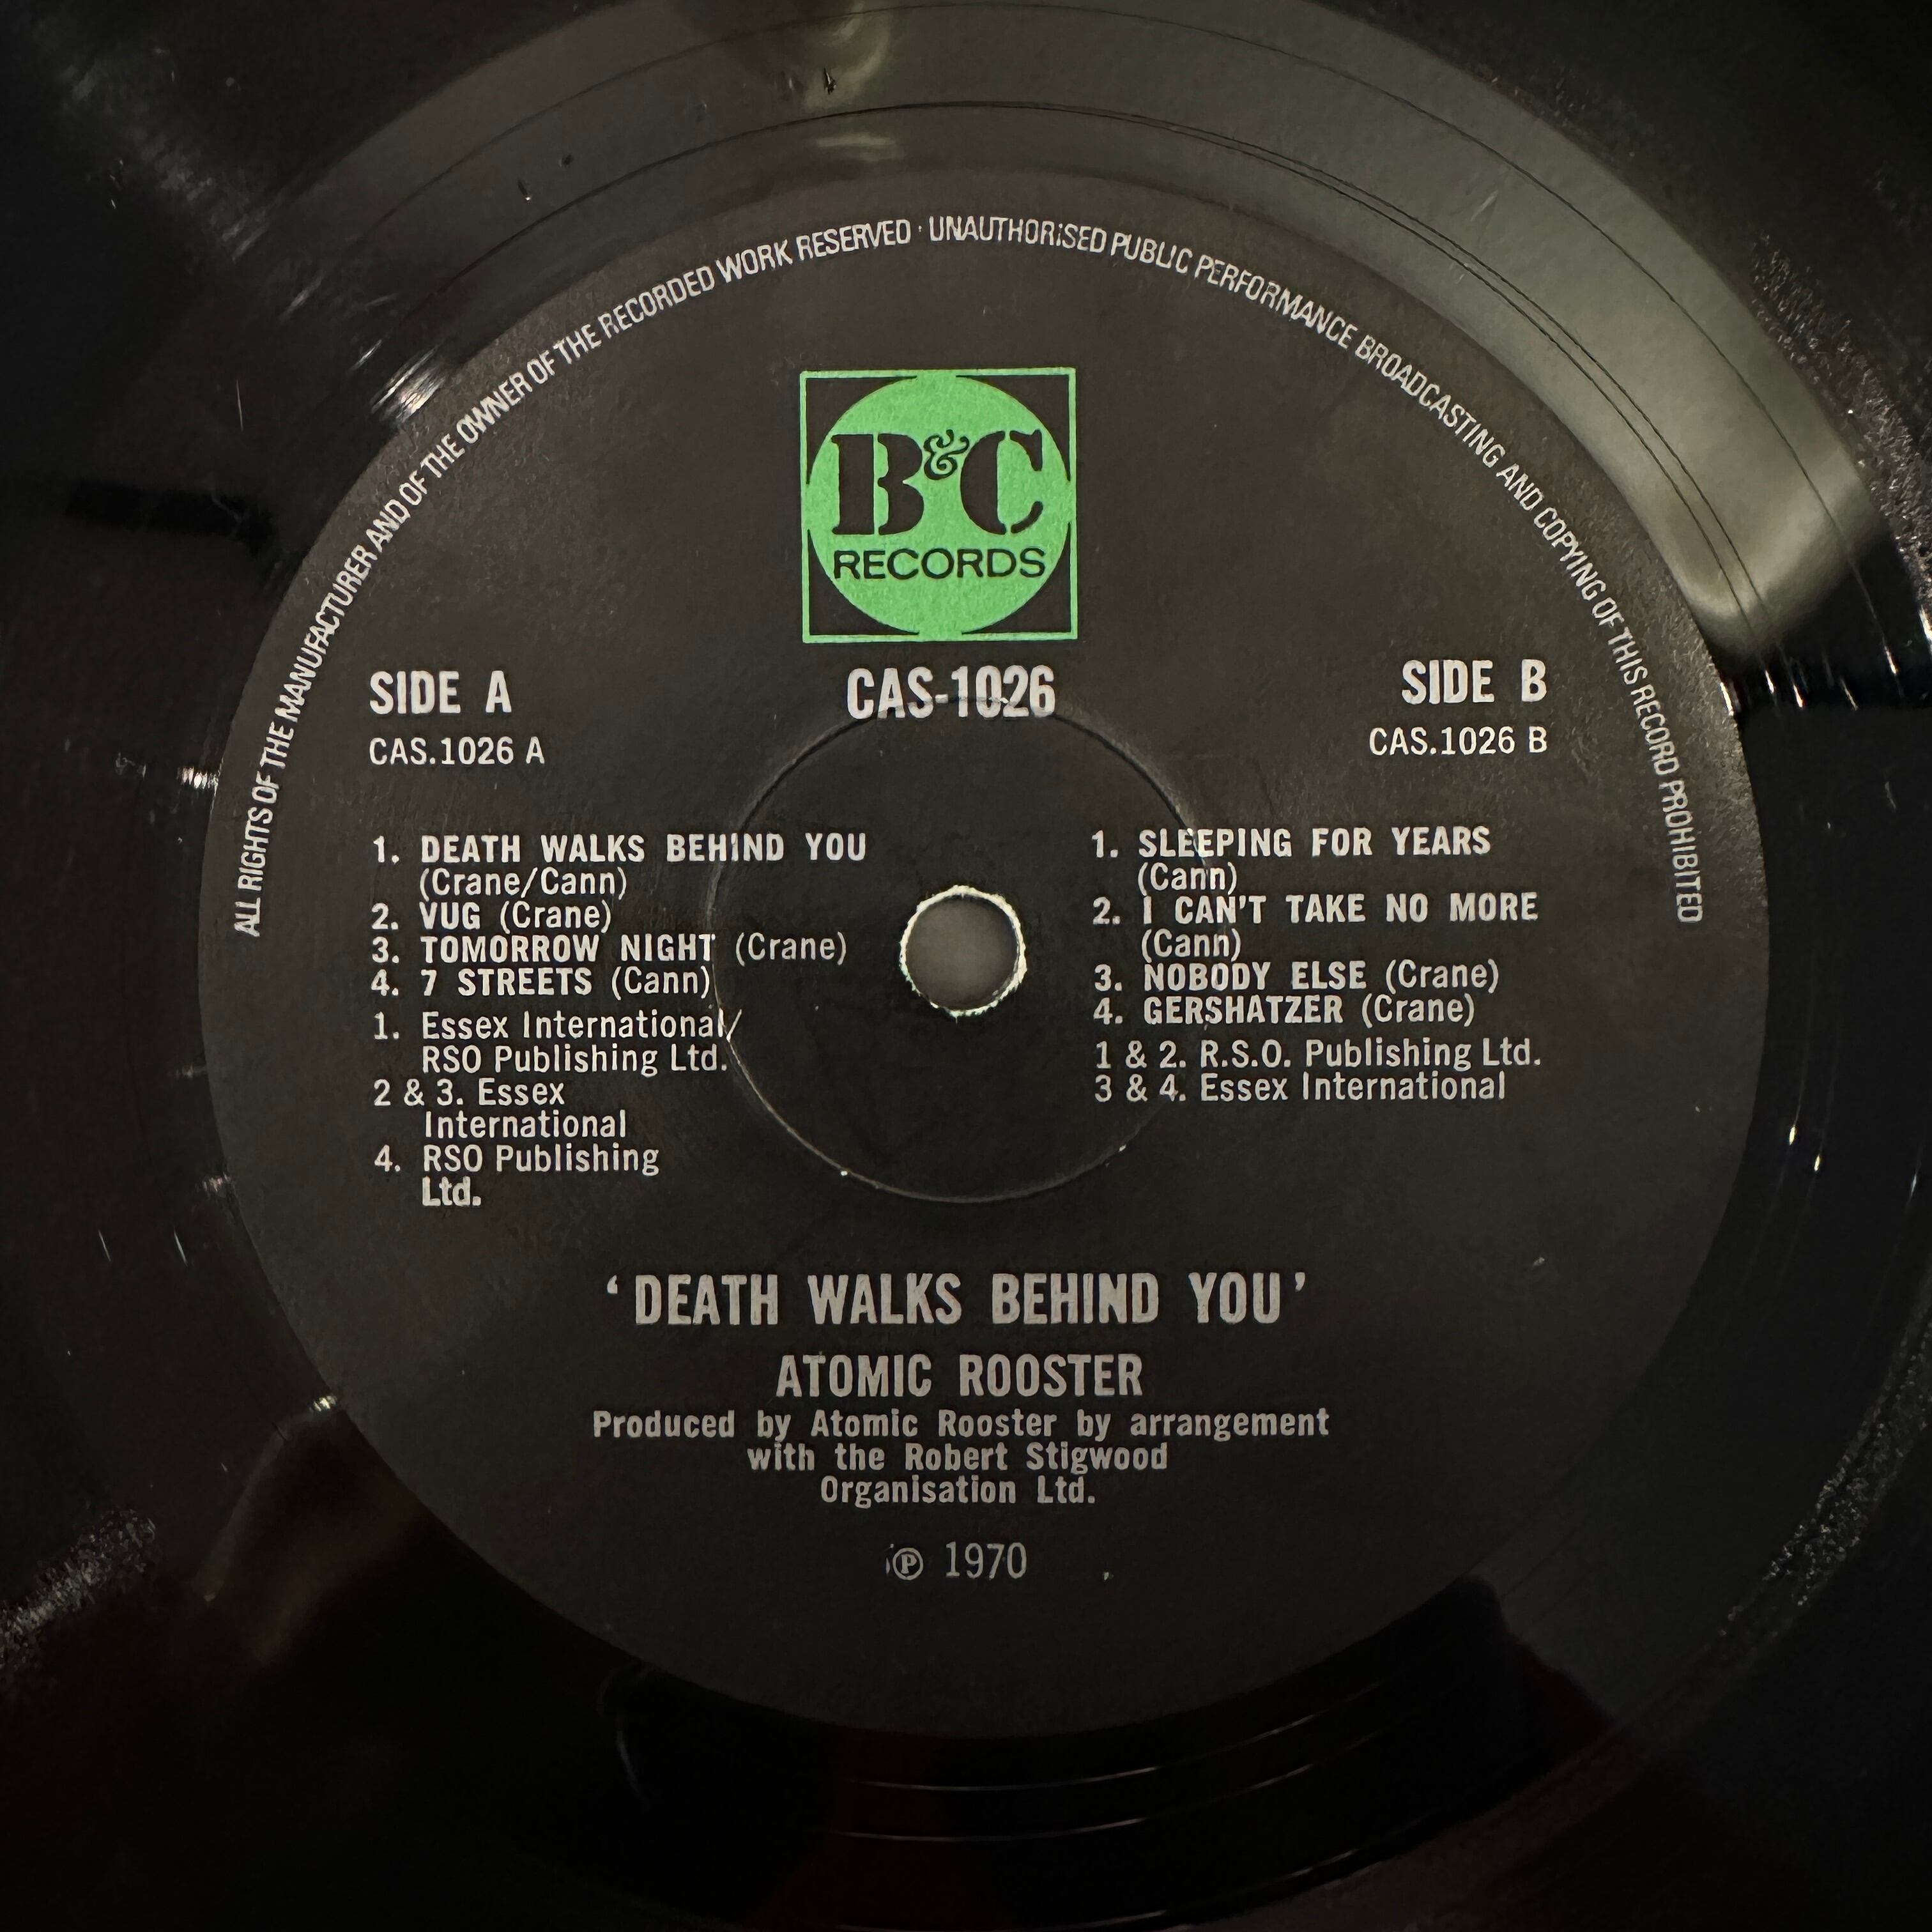 ALL RIGHTS OF THE MANUFACTURER AND OF THE OWNER OF THE RECORDED WORK RESERVED · UNAUTHORISED PUBLIC PERFORMANCE BROADCASTING AND COPYING OF THIS RECORD PROHIBITED
B&C
RECORDS
CAS-1026
SIDE A
CAS.1026 A
1. DEATH WALKS BEHIND YOU
(Crane/Cann)
2. VUG (Crane)
3. TOMORROW NIGHT (Crane)
4. 7 STREETS (Cann)
1. Essex International/
RSO Publishing Ltd.
2 & 3. Essex
International
4. RSO Publishing
Ltd.
SIDE B
CAS.1026 B
1. SLEEPING FOR YEARS
(Cann)
2. I CAN'T TAKE NO MORE
(Cann)
3. NOBODY ELSE (Crane)
4. GERSHATZER (Crane)
1 & 2. R.S.O. Publishing Ltd.
3 & 4. Essex International
‘DEATH WALKS BEHIND YOU’
ATOMIC ROOSTER
Produced by Atomic Rooster by arrangement
with the Robert Stigwood
Organisation Ltd.
℗ 1970